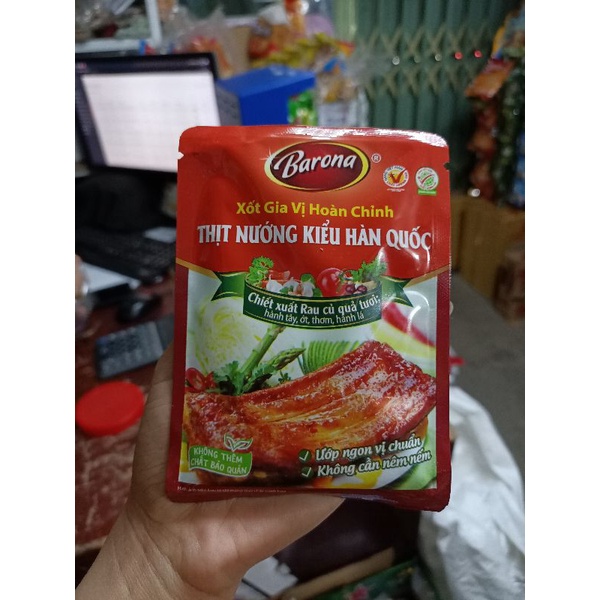 Barona ®
Xốt Gia Vị Hoàn Chỉnh
THỊT NƯỚNG KIỂU HÀN QUỐC
Chiết xuất Rau củ quả tươi:
hành tây, ớt, thơm, hành lá
KHÔNG THÊM
CHẤT BẢO QUẢN
✓ Ướp ngon vị chuẩn
✓ Không cần nêm nếm